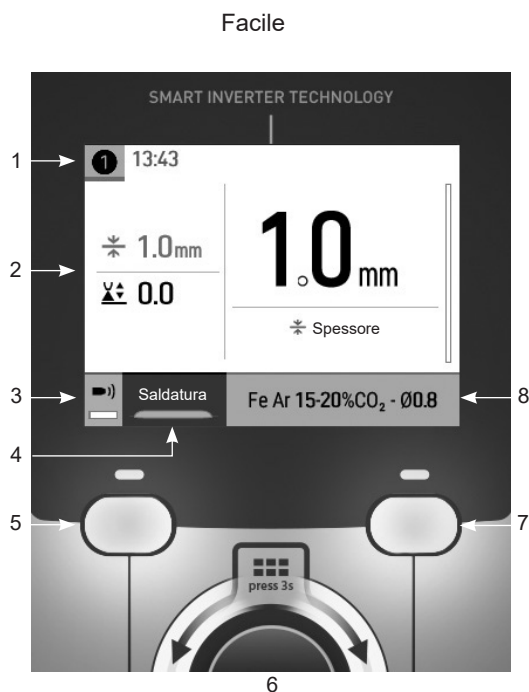 Facile
SMART INVERTER TECHNOLOGY
1
1 13:43
2
1.0mm
0.0
1.0 mm
Spessore
3
Saldatura
Fe Ar 15-20%CO₂ - Ø0.8
8
4
5
7
press 3s
6